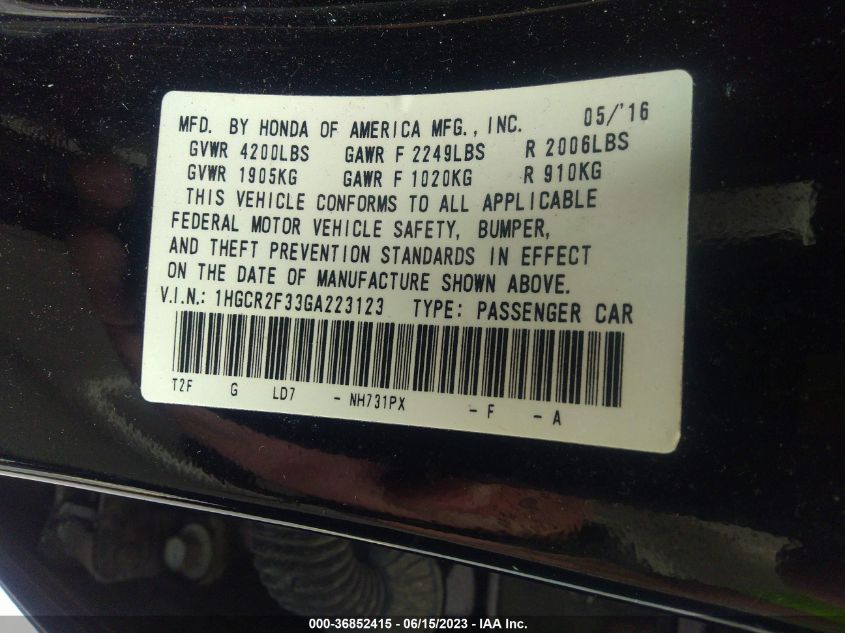 MFD. BY HONDA OF AMERICA MFG., INC. 05/'16
GVWR 4200LBS GAWR F 2249LBS R 2006LBS
GVWR 1905KG GAWR F 1020KG R 910KG
THIS VEHICLE CONFORMS TO ALL APPLICABLE
FEDERAL MOTOR VEHICLE SAFETY, BUMPER,
AND THEFT PREVENTION STANDARDS IN EFFECT
ON THE DATE OF MANUFACTURE SHOWN ABOVE.
V.I.N.: 1HGCR2F33GA223123 TYPE: PASSENGER CAR
T2F G LD7 - NH731PX - F - A
000-36852415 - 06/15/2023 - IAA Inc.